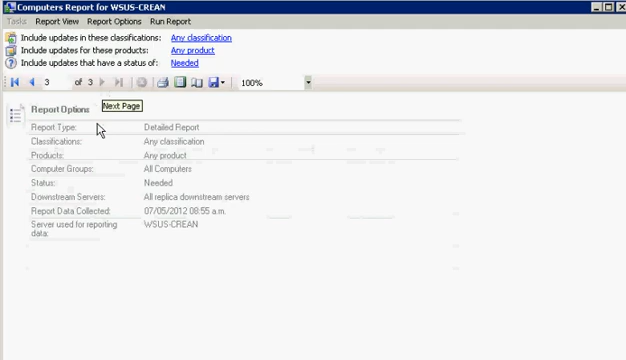 Computers Report for WSUS-CREAN
Tasks Report View Report Options Run Report
Include updates in these classifications: Any classification
Include updates for these products: Any product
Include updates that have a status of: Needed
3 of 3 100%
Next Page
Report Options
Report Type: Detailed Report
Classifications: Any classification
Products: Any product
Computer Groups: All Computers
Status: Needed
Downstream Servers: All replica downstream servers
Report Data Collected: 07/05/2012 08:55 a.m.
Server used for reporting WSUS-CREAN
data: